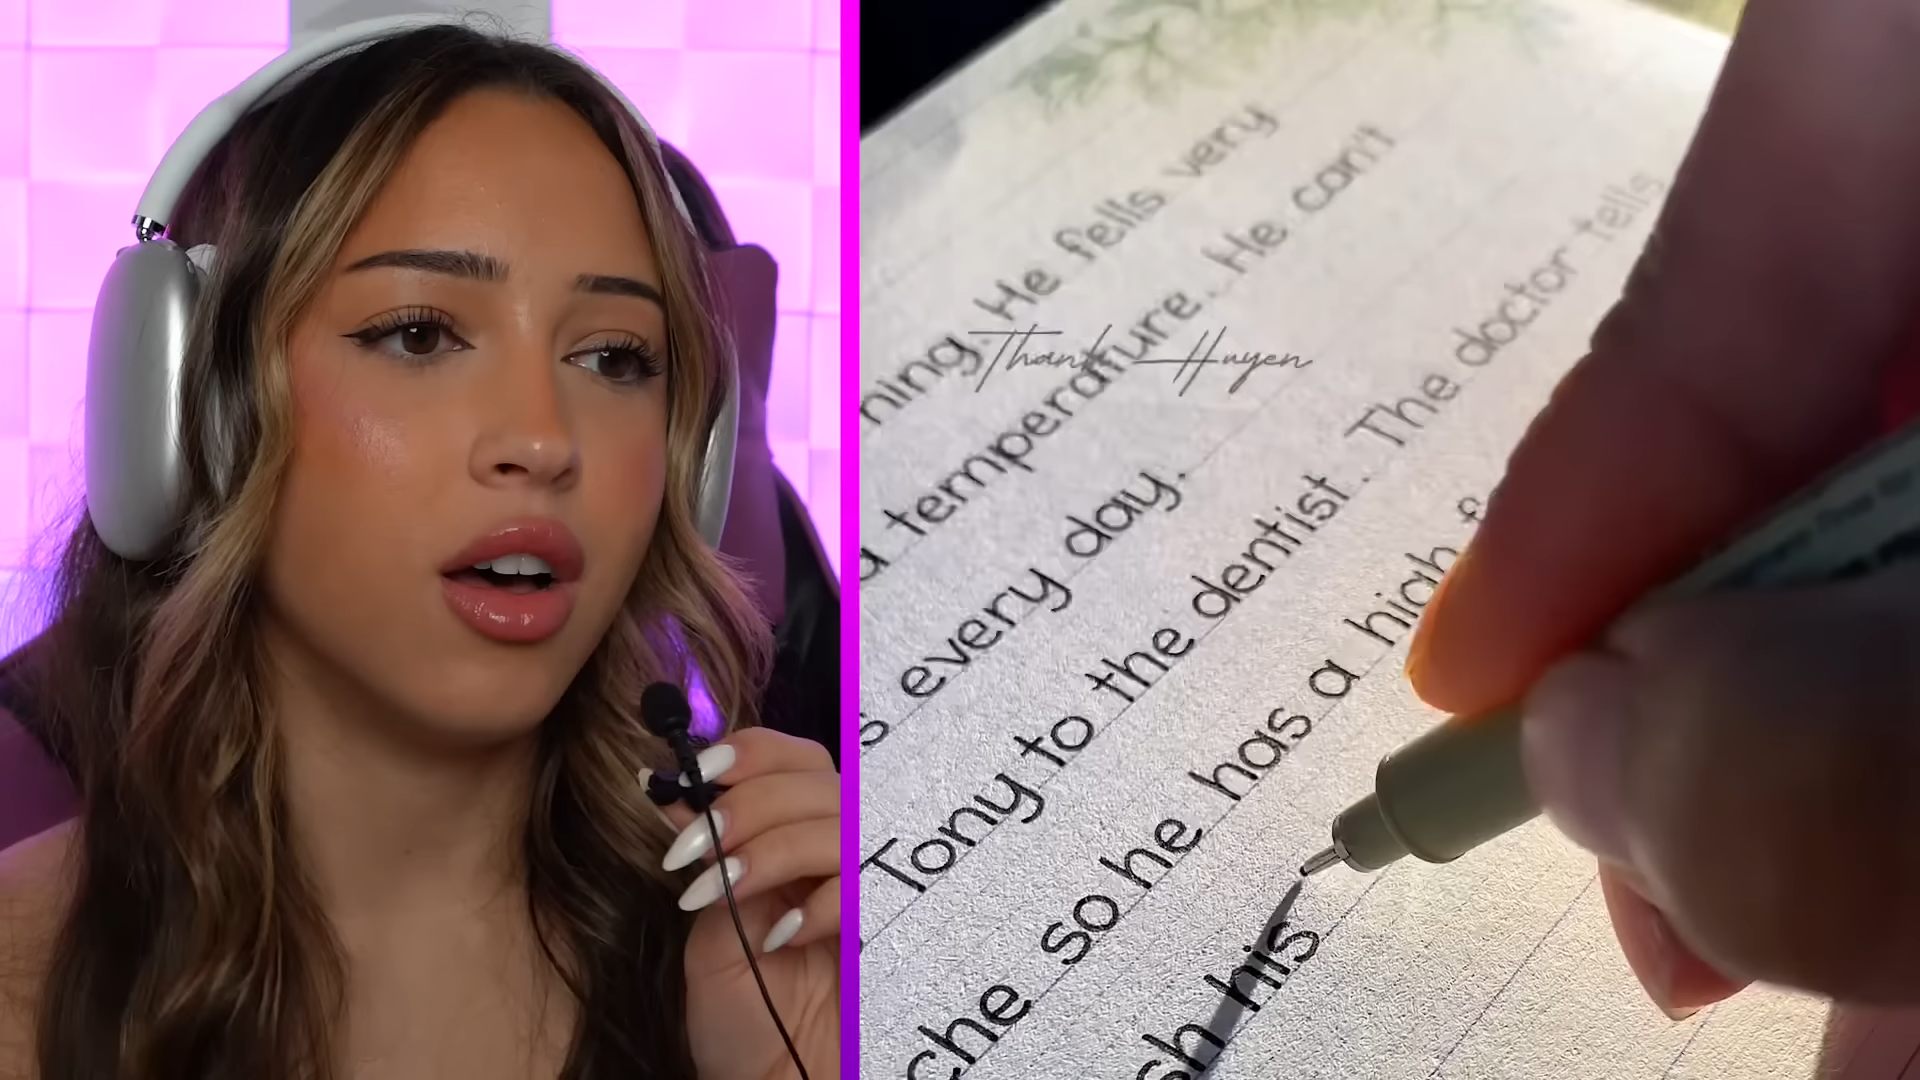 ning. He fells very
a temperature. He can't
s every day.
Tony to the dentist. The doctor tells
che so he has a high
sh his
Thanh Huyen